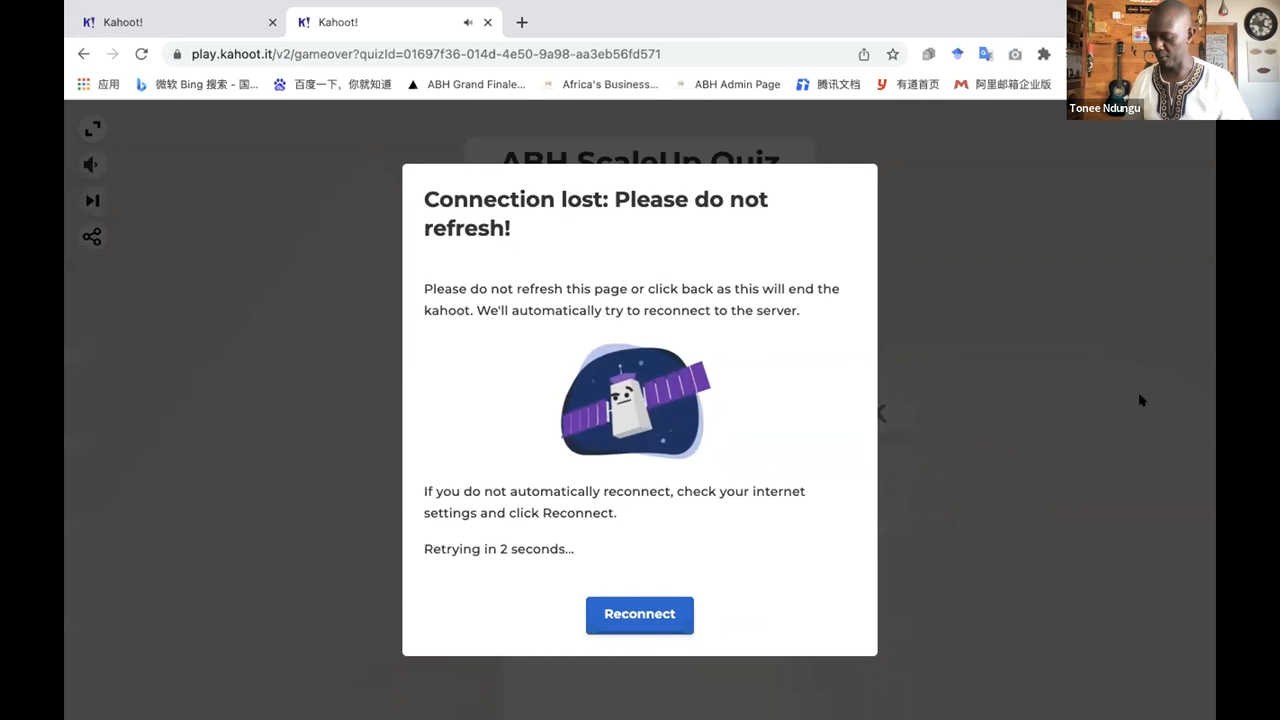 K! Kahoot!
K! Kahoot!
play.kahoot.it/v2/gameover?quizId=01697f36-014d-4e50-9a98-aa3eb56fd571
应用
微软 Bing 搜索 - 国...
百度一下，你就知道
ABH Grand Finale...
Africa's Business...
ABH Admin Page
腾讯文档
有道首页
阿里邮箱企业版
Tonee Ndungu
ABH ScaleUp Quiz
Connection lost: Please do not
refresh!
Please do not refresh this page or click back as this will end the
kahoot. We'll automatically try to reconnect to the server.
If you do not automatically reconnect, check your internet
settings and click Reconnect.
Retrying in 2 seconds...
Reconnect